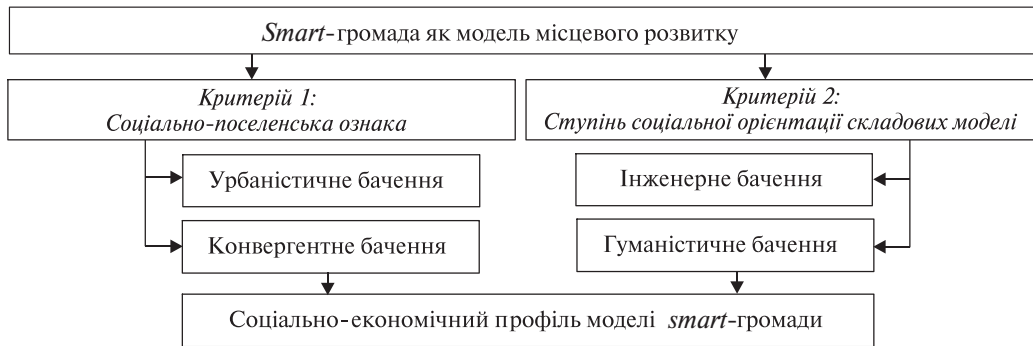 Smart-громада як модель місцевого розвитку
Критерій 1:
Соціально-поселенська ознака
Критерій 2:
Ступінь соціальної орієнтації складових моделі
Урбаністичне бачення
Інженерне бачення
Конвергентне бачення
Гуманістичне бачення
Соціально-економічний профіль моделі smart-громади